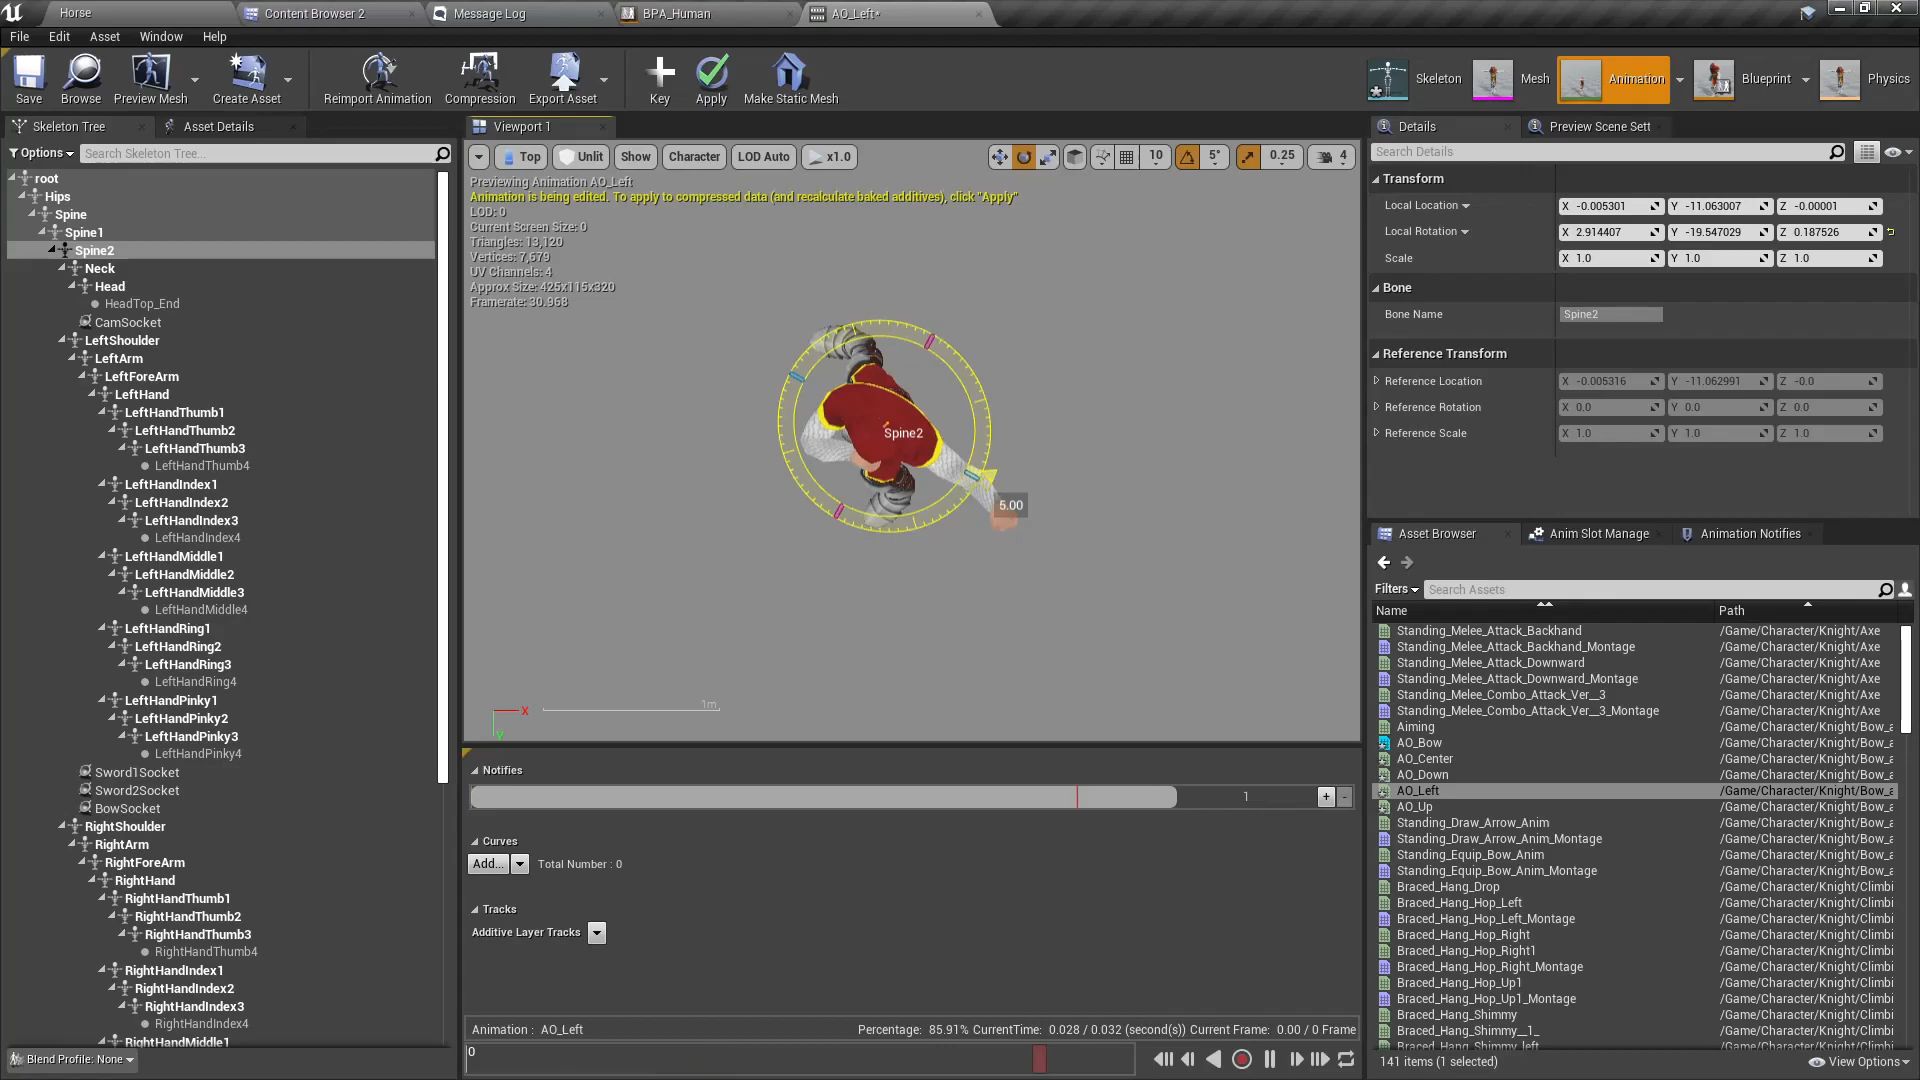 Horse
Content Browser 2
Message Log
BPA_Human
AO_Left*
File Edit Asset Window Help
Save
Browse
Preview Mesh
Create Asset
Reimport Animation
Compression
Export Asset
Key
Apply
Make Static Mesh
Skeleton
Mesh
Animation
Blueprint
Physics
Skeleton Tree
Asset Details
Options
Search Skeleton Tree...
root
Hips
Spine
Spine1
Spine2
Neck
Head
HeadTop_End
CamSocket
LeftShoulder
LeftArm
LeftForeArm
LeftHand
LeftHandThumb1
LeftHandThumb2
LeftHandThumb3
LeftHandThumb4
LeftHandIndex1
LeftHandIndex2
LeftHandIndex3
LeftHandIndex4
LeftHandMiddle1
LeftHandMiddle2
LeftHandMiddle3
LeftHandMiddle4
LeftHandRing1
LeftHandRing2
LeftHandRing3
LeftHandRing4
LeftHandPinky1
LeftHandPinky2
LeftHandPinky3
LeftHandPinky4
Sword1Socket
Sword2Socket
BowSocket
RightShoulder
RightArm
RightForeArm
RightHand
RightHandThumb1
RightHandThumb2
RightHandThumb3
RightHandThumb4
RightHandIndex1
RightHandIndex2
RightHandIndex3
RightHandIndex4
RightHandMiddle1
Blend Profile: None
Viewport 1
Top Unlit Show Character LOD Auto x1.0 10 5° 0.25 4
Previewing Animation AO_Left
Animation is being edited. To apply to compressed data (and recalculate baked additives), click "Apply"
LOD: 0
Current Screen Size: 0
Triangles: 13,120
Vertices: 7,679
UV Channels: 4
Approx Size: 425x115x320
Framerate: 30.968
Spine2
5.00
1m
X
Y
Notifies
1
+ -
Curves
Add... Total Number : 0
Tracks
Additive Layer Tracks
Animation : AO_Left Percentage: 85.91% CurrentTime: 0.028 / 0.032 (second(s)) Current Frame: 0.00 / 0 Frame
0
Details
Preview Scene Sett
Search Details
Transform
Local Location X -0.005301 Y -11.063007 Z -0.00001
Local Rotation X 2.914407 Y -19.547029 Z 0.187526
Scale X 1.0 Y 1.0 Z 1.0
Bone
Bone Name Spine2
Reference Transform
Reference Location X -0.005316 Y -11.062991 Z -0.0
Reference Rotation X 0.0 Y 0.0 Z 0.0
Reference Scale X 1.0 Y 1.0 Z 1.0
Asset Browser
Anim Slot Manage
Animation Notifies
Filters
Search Assets
Name Path
Standing_Melee_Attack_Backhand /Game/Character/Knight/Axe
Standing_Melee_Attack_Backhand_Montage /Game/Character/Knight/Axe
Standing_Melee_Attack_Downward /Game/Character/Knight/Axe
Standing_Melee_Attack_Downward_Montage /Game/Character/Knight/Axe
Standing_Melee_Combo_Attack_Ver__3 /Game/Character/Knight/Axe
Standing_Melee_Combo_Attack_Ver__3_Montage /Game/Character/Knight/Axe
Aiming /Game/Character/Knight/Bow_a
AO_Bow /Game/Character/Knight/Bow_a
AO_Center /Game/Character/Knight/Bow_a
AO_Down /Game/Character/Knight/Bow_a
AO_Left /Game/Character/Knight/Bow_a
AO_Up /Game/Character/Knight/Bow_a
Standing_Draw_Arrow_Anim /Game/Character/Knight/Bow_a
Standing_Draw_Arrow_Anim_Montage /Game/Character/Knight/Bow_a
Standing_Equip_Bow_Anim /Game/Character/Knight/Bow_a
Standing_Equip_Bow_Anim_Montage /Game/Character/Knight/Bow_a
Braced_Hang_Drop /Game/Character/Knight/Climbi
Braced_Hang_Hop_Left /Game/Character/Knight/Climbi
Braced_Hang_Hop_Left_Montage /Game/Character/Knight/Climbi
Braced_Hang_Hop_Right /Game/Character/Knight/Climbi
Braced_Hang_Hop_Right1 /Game/Character/Knight/Climbi
Braced_Hang_Hop_Right_Montage /Game/Character/Knight/Climbi
Braced_Hang_Hop_Up1 /Game/Character/Knight/Climbi
Braced_Hang_Hop_Up1_Montage /Game/Character/Knight/Climbi
Braced_Hang_Shimmy /Game/Character/Knight/Climbi
Braced_Hang_Shimmy__1_ /Game/Character/Knight/Climbi
Braced_Hang_Shimmy_left /Game/Character/Knight/Climbi
141 items (1 selected) View Options